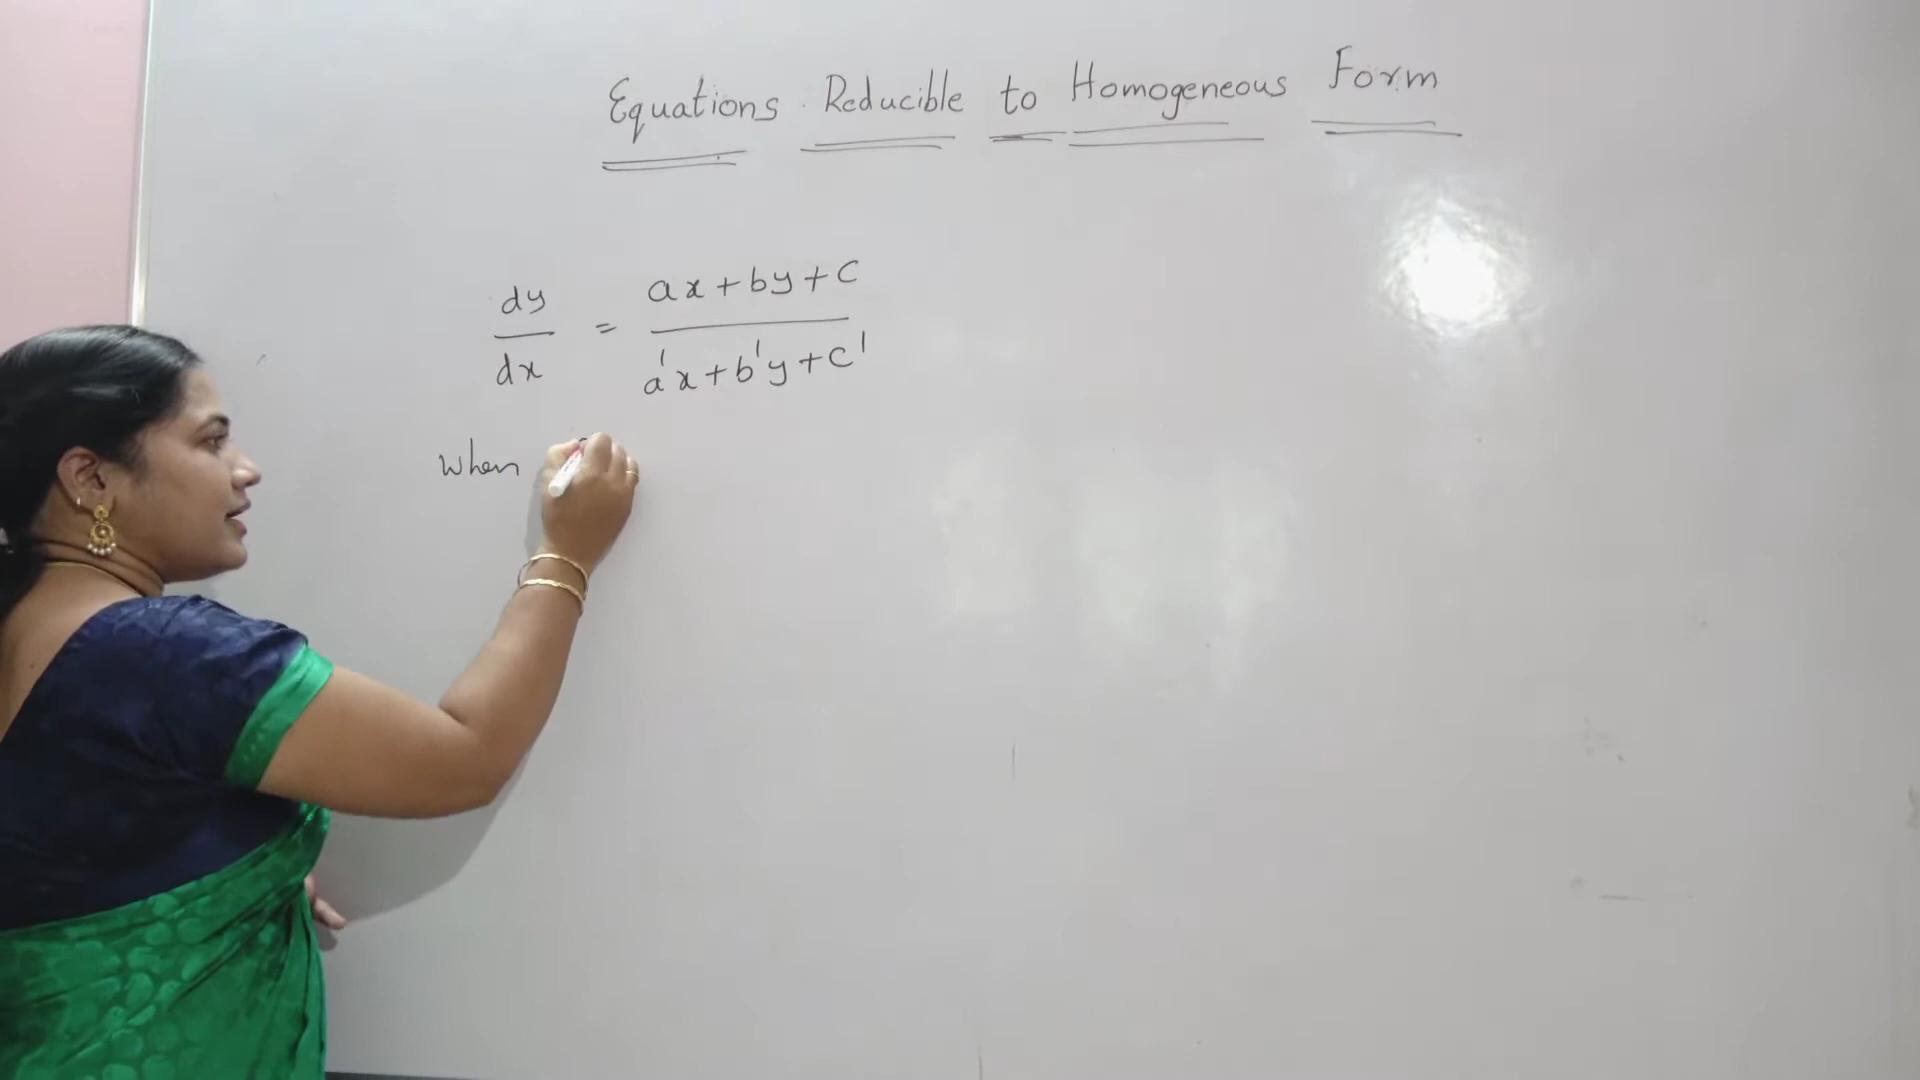 Equations Reducible to Homogeneous Form
dy/dx = ax+by+c / a'x+b'y+c'
When